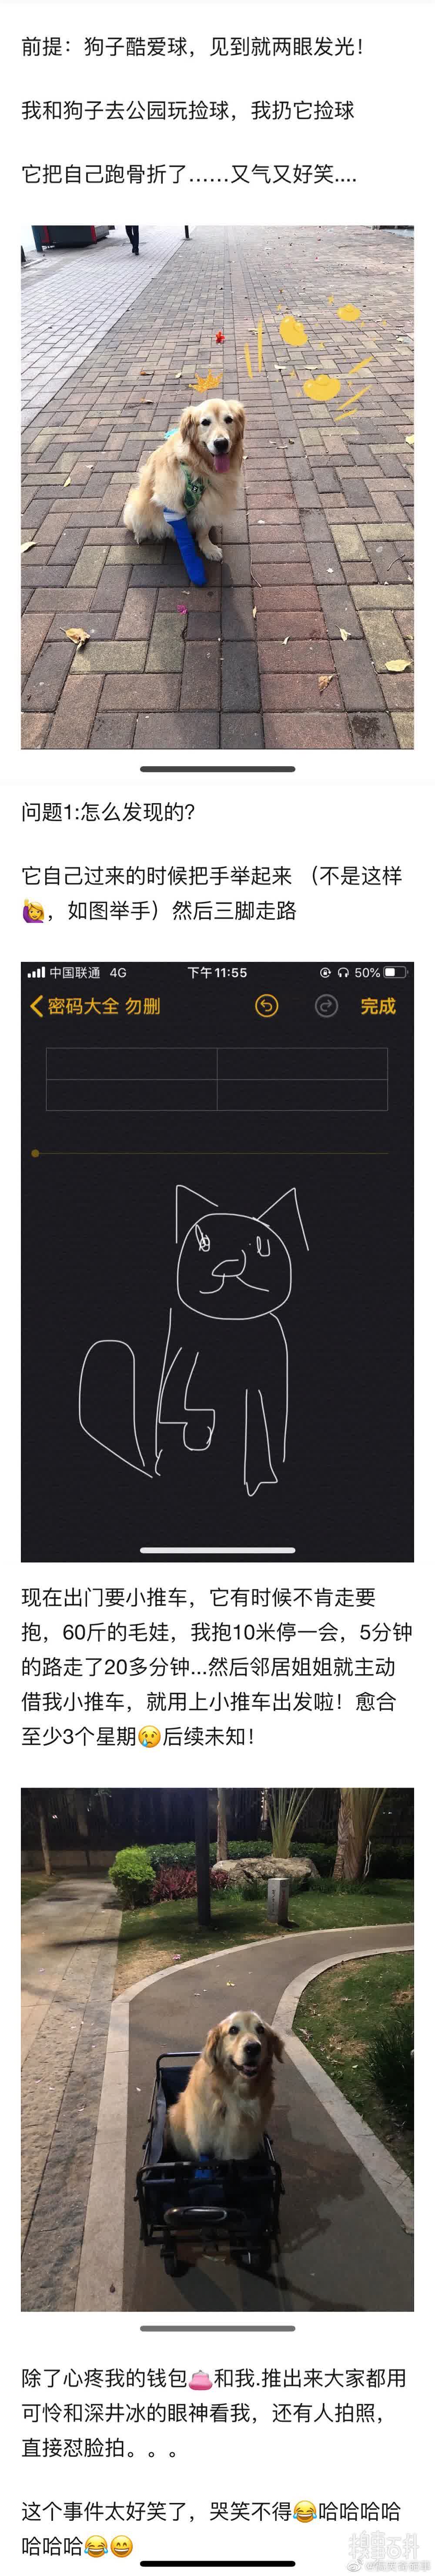 前提：狗子酷爱球，见到就两眼发光！
我和狗子去公园玩捡球，我扔它捡球
它把自己跑骨折了……又气又好笑....
问题1:怎么发现的？
它自己过来的时候把手举起来 （不是这样
🙋‍♀️，如图举手）然后三脚走路
中国联通 4G 下午11:55 50%
密码大全 勿删 完成
现在出门要小推车，它有时候不肯走要
抱，60斤的毛娃，我抱10米停一会，5分钟
的路走了20多分钟...然后邻居姐姐就主动
借我小推车，就用上小推车出发啦！愈合
至少3个星期😢后续未知！
除了心疼我的钱包👛和我.推出来大家都用
可怜和深井冰的眼神看我，还有人拍照，
直接怼脸拍。。。
这个事件太好笑了，哭笑不得😂哈哈哈哈
哈哈哈😂😄